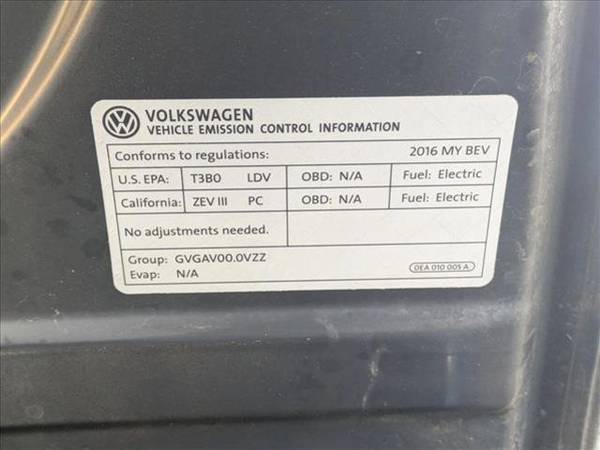 VOLKSWAGEN
VEHICLE EMISSION CONTROL INFORMATION
Conforms to regulations: 2016 MY BEV
U.S. EPA: T3B0 LDV OBD: N/A Fuel: Electric
California: ZEV III PC OBD: N/A Fuel: Electric
No adjustments needed.
Group: GVGAV00.0VZZ
Evap: N/A 0EA 010 005 A